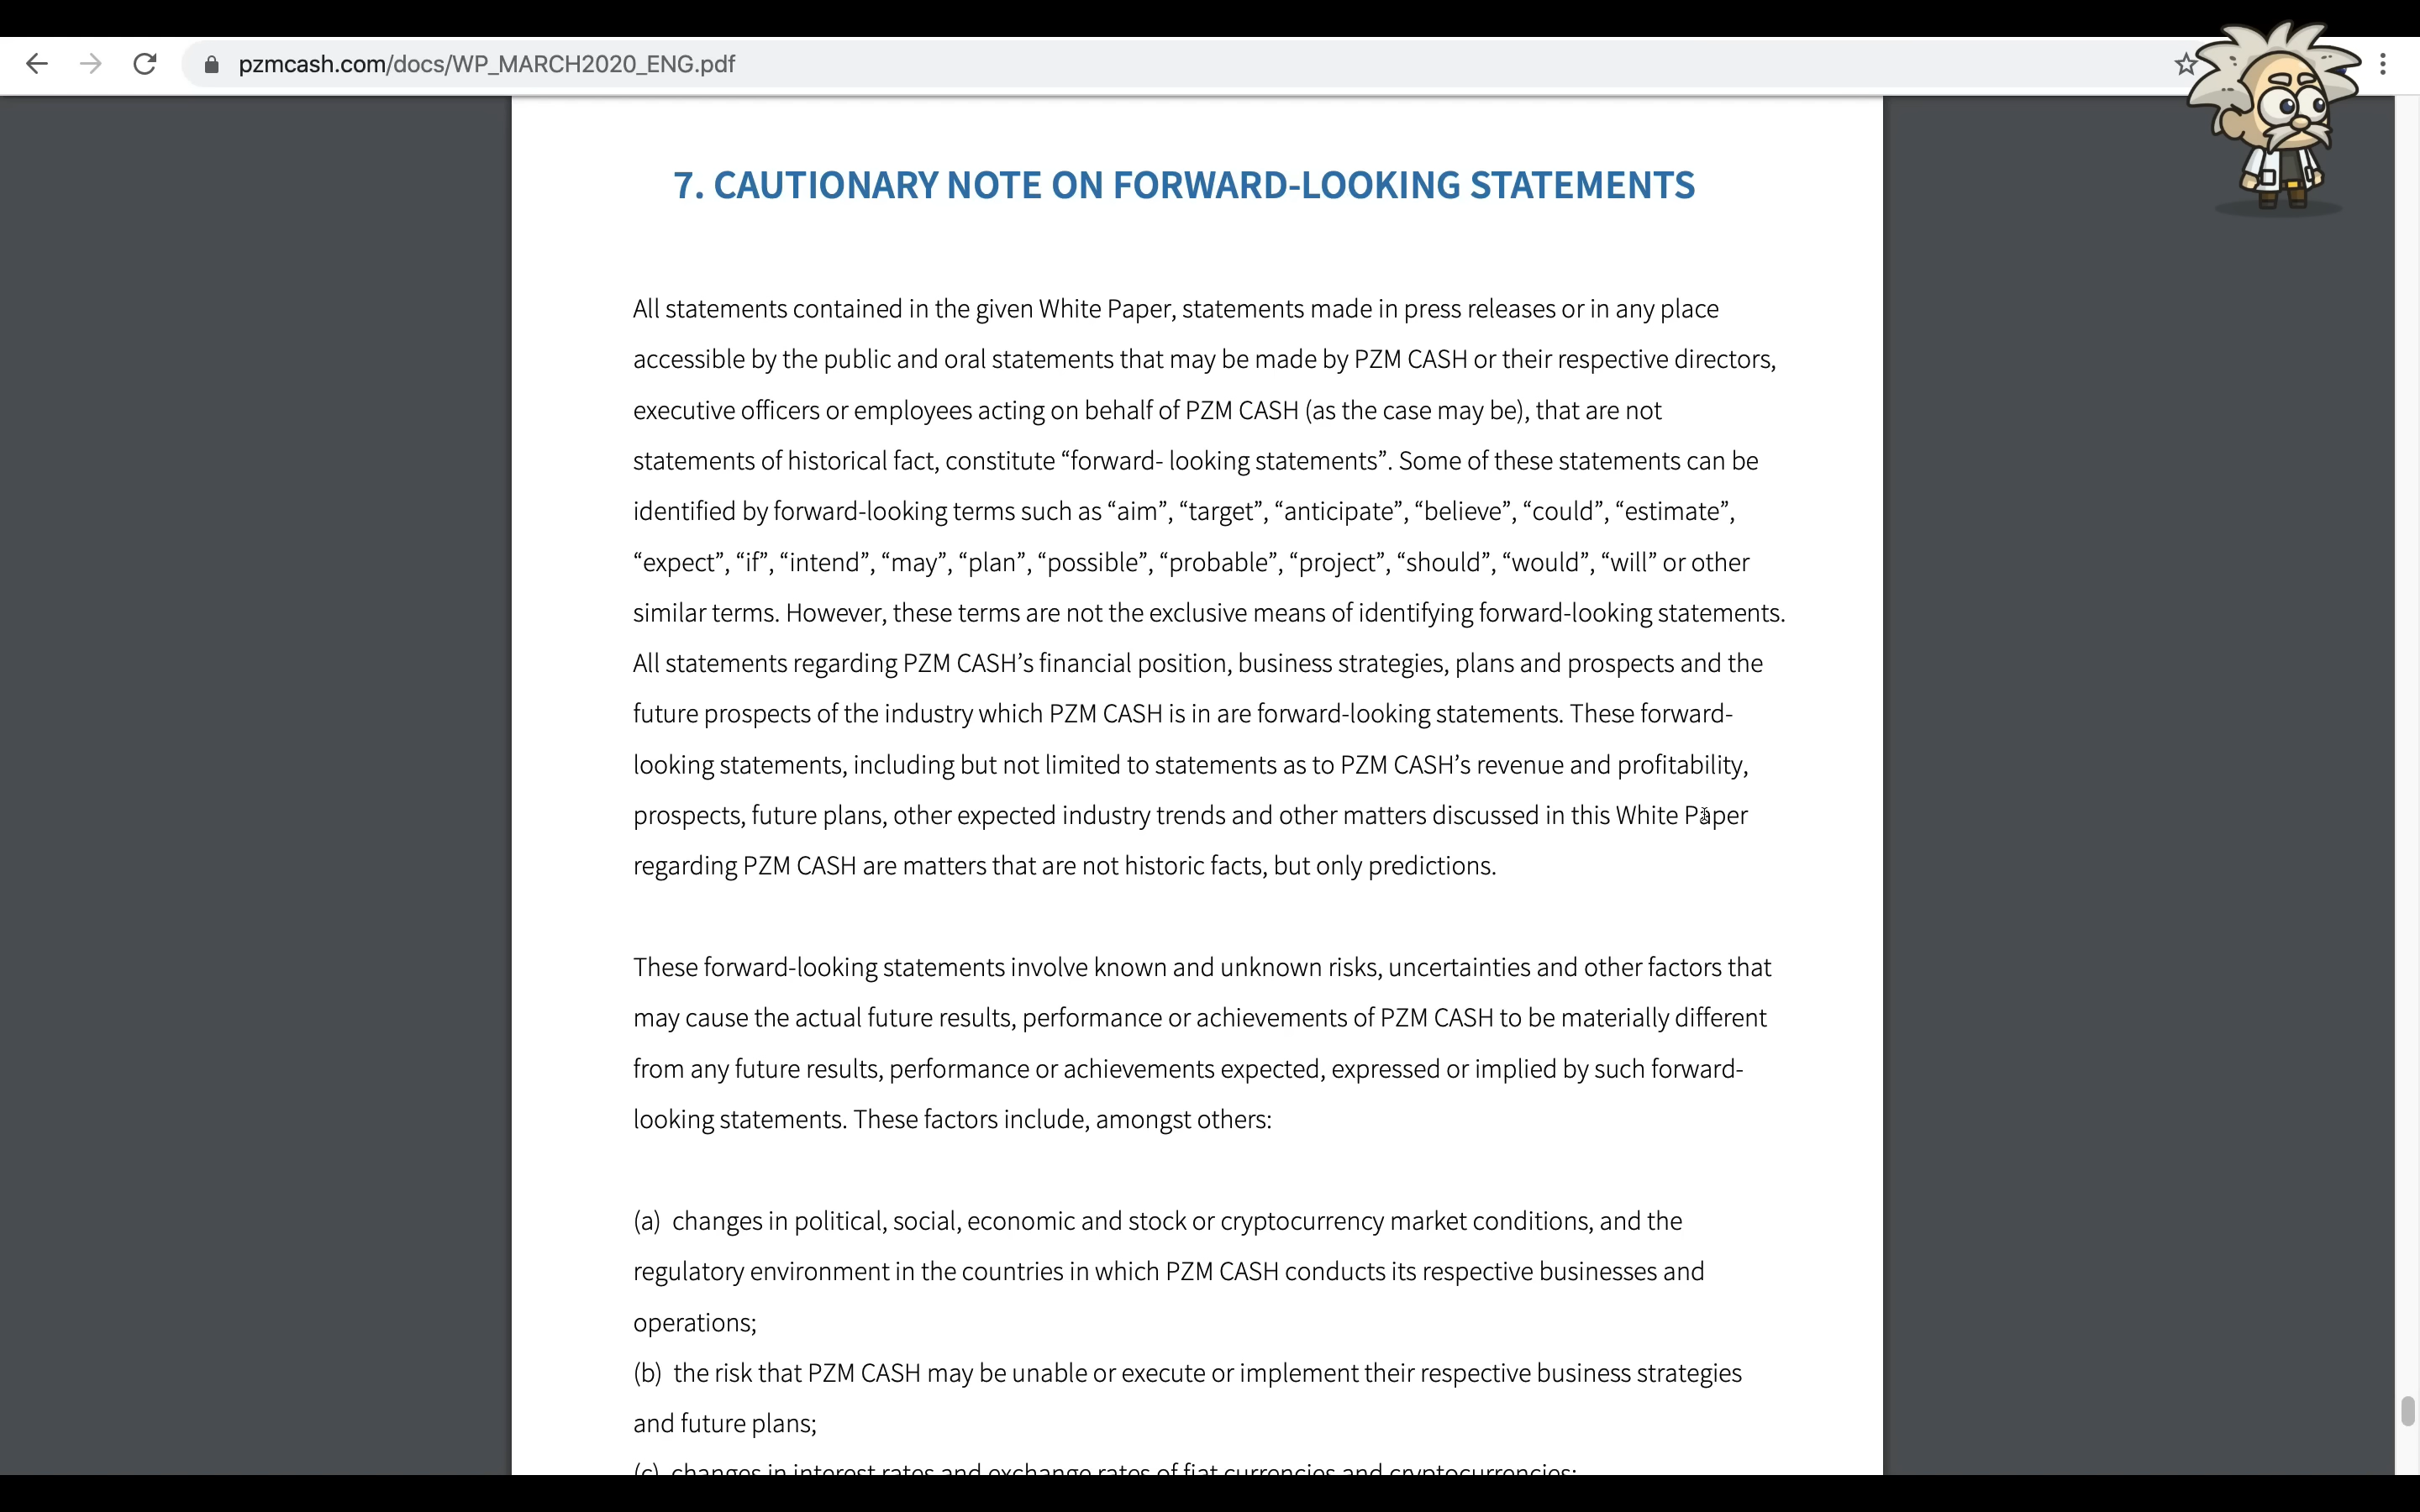 pzmcash.com/docs/WP_MARCH2020_ENG.pdf
7. CAUTIONARY NOTE ON FORWARD-LOOKING STATEMENTS
All statements contained in the given White Paper, statements made in press releases or in any place
accessible by the public and oral statements that may be made by PZM CASH or their respective directors,
executive officers or employees acting on behalf of PZM CASH (as the case may be), that are not
statements of historical fact, constitute “forward- looking statements”. Some of these statements can be
identified by forward-looking terms such as “aim”, “target”, “anticipate”, “believe”, “could”, “estimate”,
“expect”, “if”, “intend”, “may”, “plan”, “possible”, “probable”, “project”, “should”, “would”, “will” or other
similar terms. However, these terms are not the exclusive means of identifying forward-looking statements.
All statements regarding PZM CASH’s financial position, business strategies, plans and prospects and the
future prospects of the industry which PZM CASH is in are forward-looking statements. These forward-
looking statements, including but not limited to statements as to PZM CASH’s revenue and profitability,
prospects, future plans, other expected industry trends and other matters discussed in this White Paper
regarding PZM CASH are matters that are not historic facts, but only predictions.
These forward-looking statements involve known and unknown risks, uncertainties and other factors that
may cause the actual future results, performance or achievements of PZM CASH to be materially different
from any future results, performance or achievements expected, expressed or implied by such forward-
looking statements. These factors include, amongst others:
(a) changes in political, social, economic and stock or cryptocurrency market conditions, and the
regulatory environment in the countries in which PZM CASH conducts its respective businesses and
operations;
(b) the risk that PZM CASH may be unable or execute or implement their respective business strategies
and future plans;
(c) changes in interest rates and exchange rates of fiat currencies and cryptocurrencies;